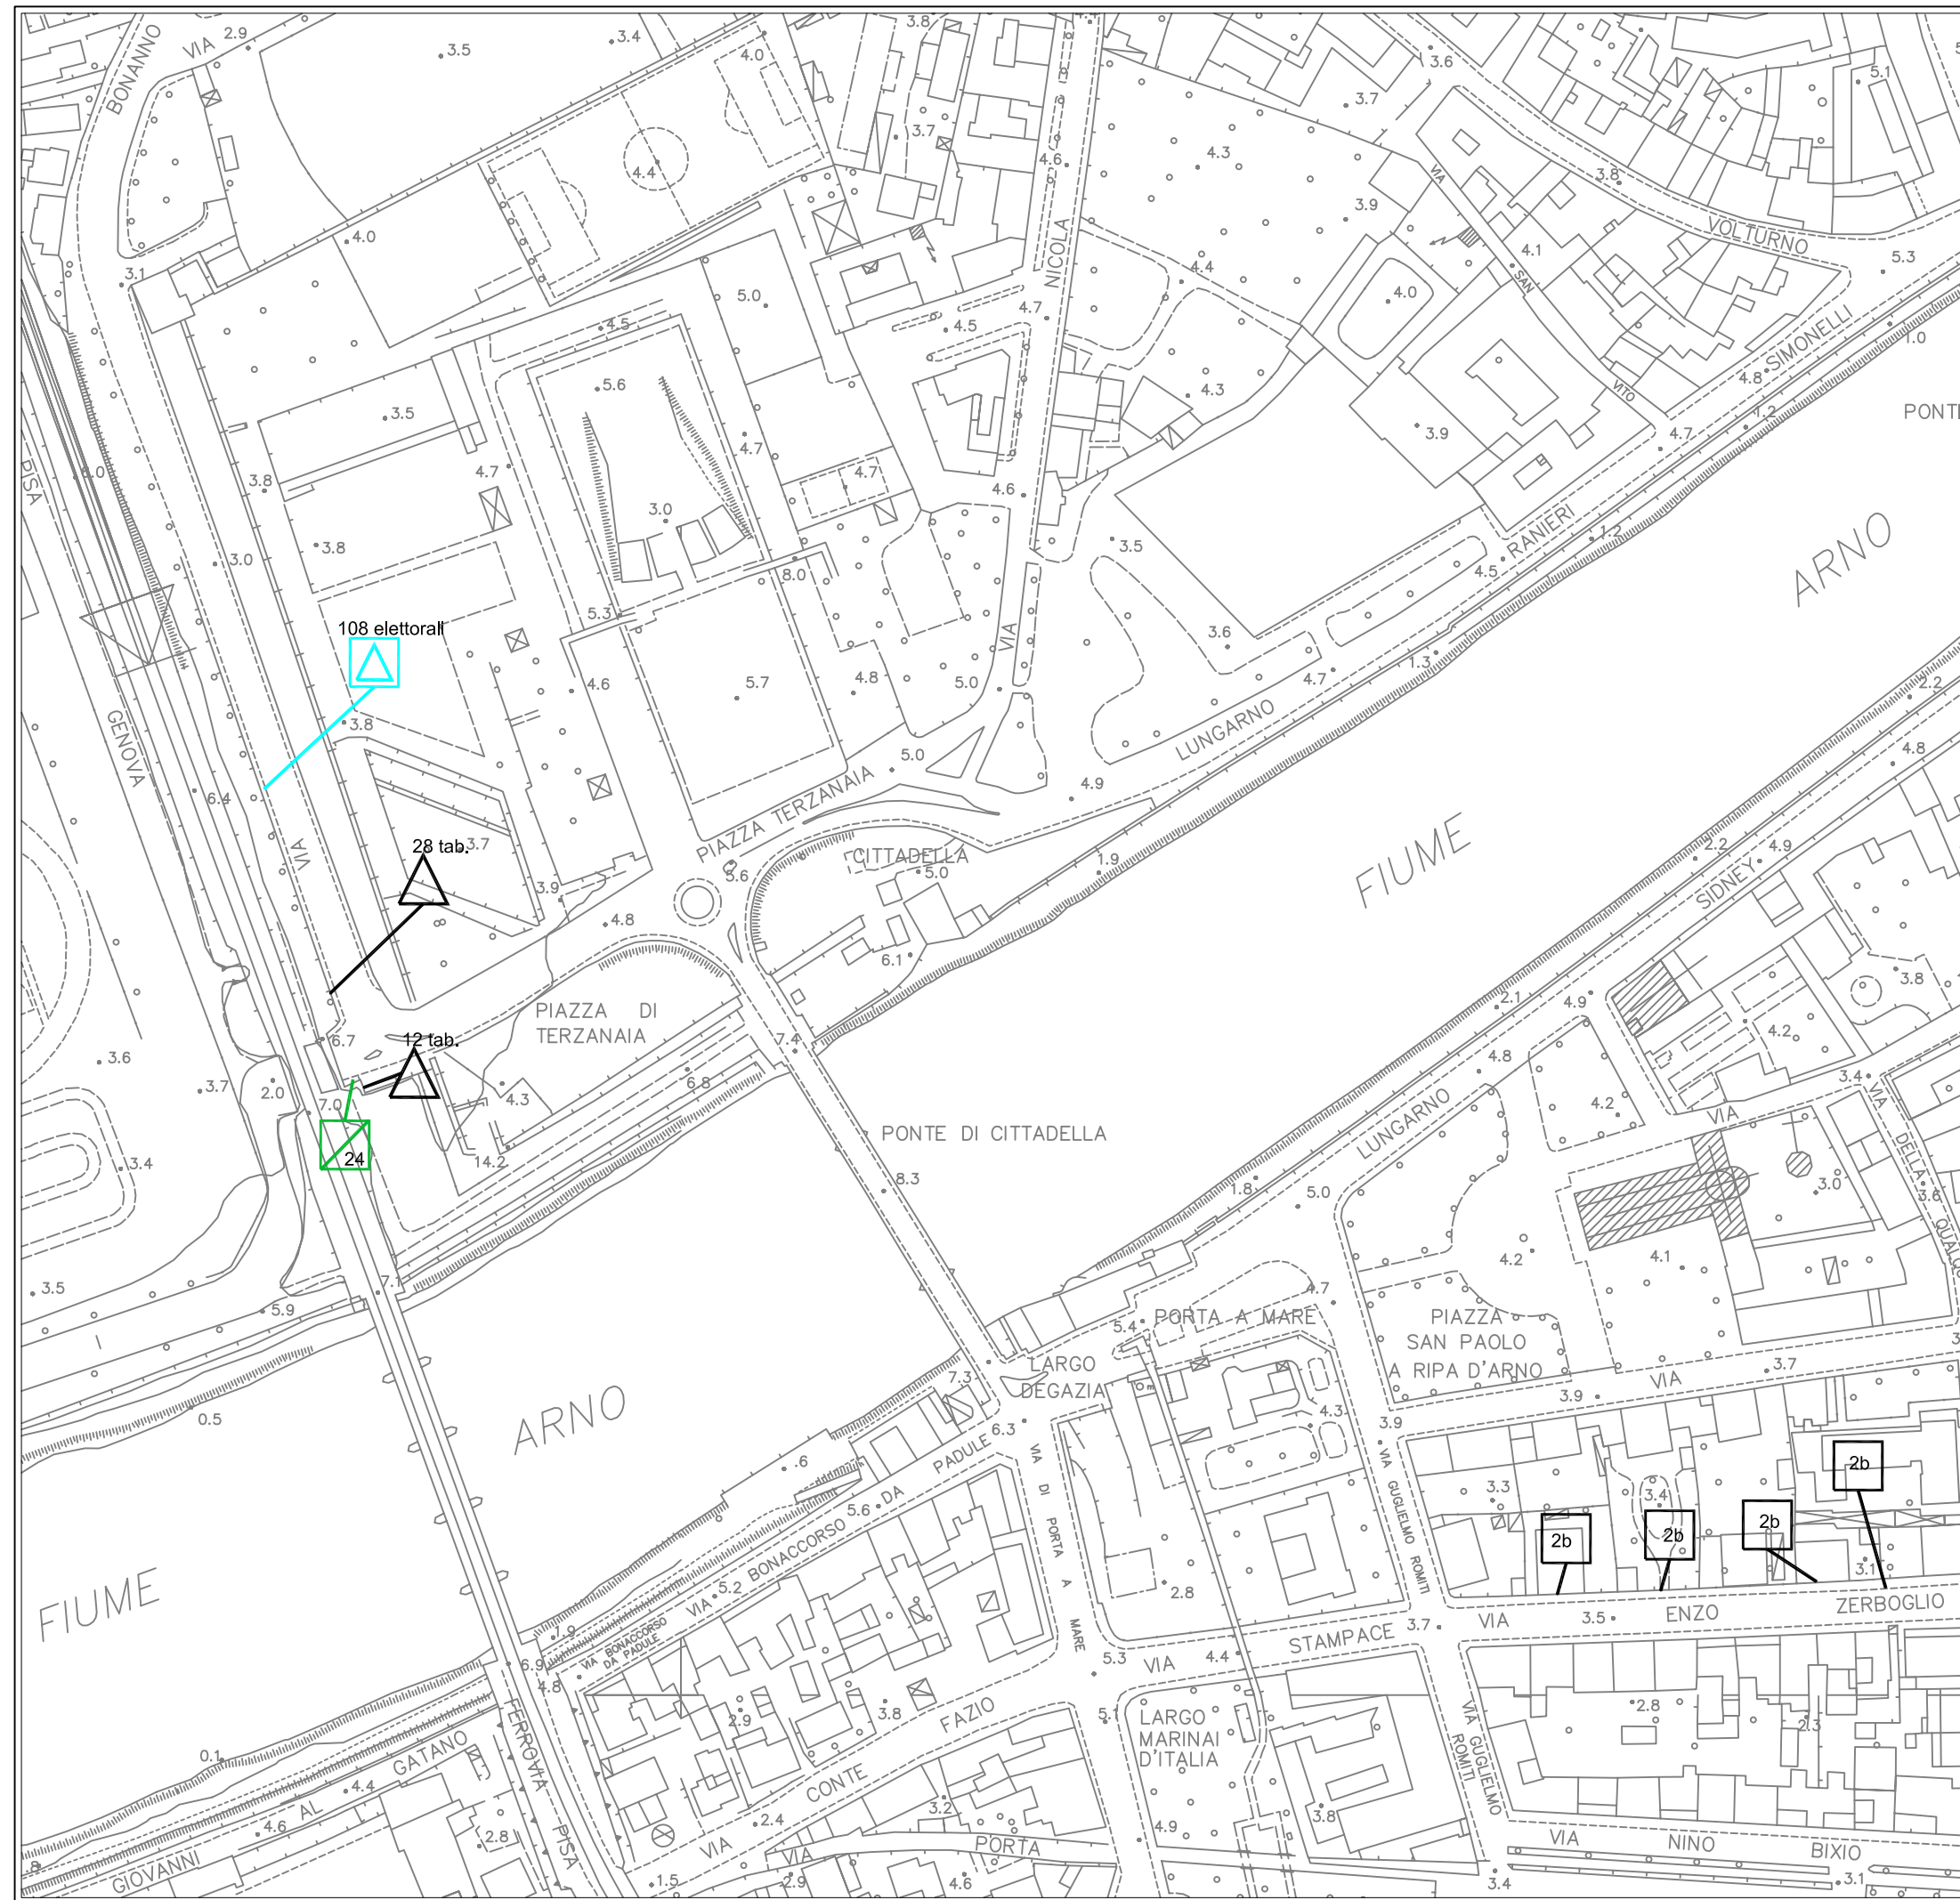 BONANNO
VIA
2.9
3.5
3.4
4.0
3.8
4.4
3.7
4.6
4.3
3.7
3.6
5.1
3.9
3.8
VIA
SAN
VITO
4.1
VOLTURNO
5.3
4.0
3.1
4.4
5.0
4.5
4.7
4.5
NICOLA
4.0
SIMONELLI
1.0
4.8
1.2
PONTE
5.6
3.5
4.3
3.9
4.7
PISA
6.0
3.8
4.7
4.7
4.7
4.6
3.0
3.8
3.0
8.0
3.5
RANIERI
1.2
4.5
ARNO
5.3
108 elettorali
4.6
5.7
4.8
5.0
VIA
3.6
4.7
1.3
LUNGARNO
2.2
4.8
GENOVA
3.8
6.4
5.0
4.9
PIAZZA TERZANAIA
VIA
28 tab.
3.7
3.9
4.8
5.6
CITTADELLA
5.0
1.9
6.1
FIUME
2.2
4.9
SIDNEY
3.8
PIAZZA DI
TERZANAIA
6.7
12 tab.
7.4
6.8
4.3
14.2
3.6
3.7
2.0
7.0
24
3.4
2.1
4.9
4.8
4.2
3.4
LUNGARNO
4.2
VIA
VIA
DELLA
3.0
3.6
PONTE DI CITTADELLA
8.3
1.8
5.0
4.2
4.1
3.5
5.9
7.1
4.7
PORTA A MARE
5.4
PIAZZA
SAN PAOLO
A RIPA D'ARNO
3.7
VIA
3.9
LARGO
DEGAZIA
7.3
6.3
4.3
3.9
0.5
ARNO
.6
PADULE
DA
5.6
BONACCORSO
VIA
5.2
VIA DI PORTA A MARE
VIA GUGLIELMO ROMITI
3.3
3.4
2b
2b
2b
2b
3.1
2.8
FIUME
1.9
VIA BONACCORSO
DA PADULE
6.9
4.8
3.7
STAMPACE
VIA
4.4
5.3
VIA
3.5
ENZO
ZERBOGLIO
2.9
3.8
FAZIO
5.1
LARGO
MARINAI
D'ITALIA
2.8
2.3
0.1
GATANO
4.4
AL
4.6
GIOVANNI
FERROVIA
PISA
2.8
CONTE
2.4
VIA
3.2
3.8
VIA GUGLIELMO
ROMITI
VIA
PORTA
4.9
VIA
NINO
BIXIO
1.5
2.9
4.6
3.4
3.1